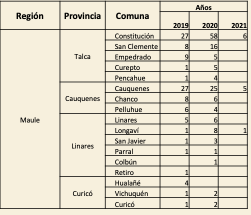 Región Provincia Comuna Años
2019 2020 2021
Maule
Talca
Constitución 27 58 6
San Clemente 8 16
Empedrado 9 5
Curepto 1 5
Pencahue 1 4
Cauquenes
Cauquenes 27 25 5
Chanco 8 6
Pelluhue 6 4
Linares
Linares 5 6
Longaví 1 8 1
San Javier 1 3
Parral 1 1
Colbún 1
Retiro 1
Curicó
Hualañé 4
Vichuquén 1 2
Curicó 1 2